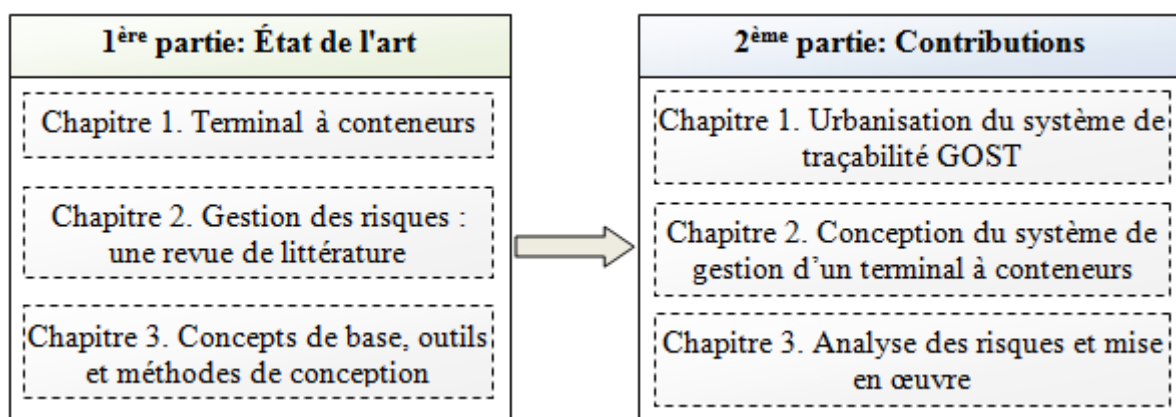 1ère partie: État de l'art
Chapitre 1. Terminal à conteneurs
Chapitre 2. Gestion des risques :
une revue de littérature
Chapitre 3. Concepts de base, outils
et méthodes de conception
2ème partie: Contributions
Chapitre 1. Urbanisation du système de
traçabilité GOST
Chapitre 2. Conception du système de
gestion d’un terminal à conteneurs
Chapitre 3. Analyse des risques et mise
en œuvre